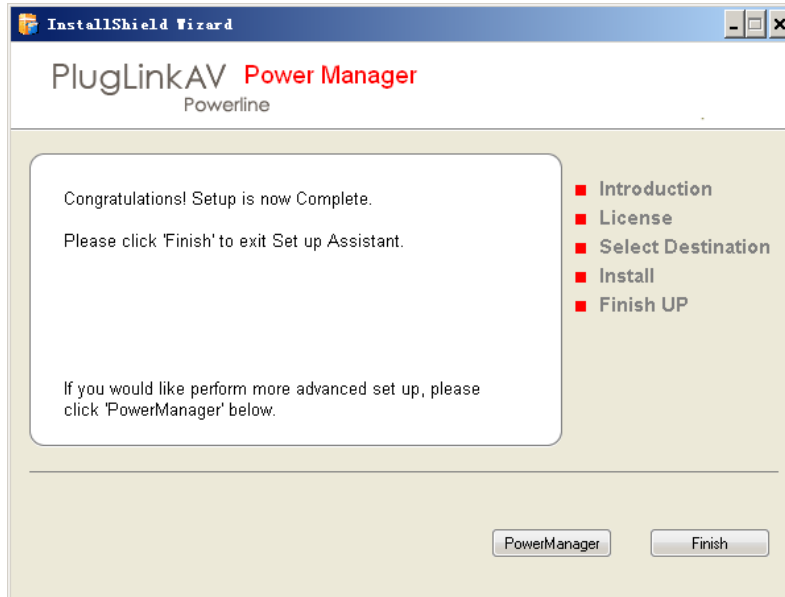 InstallShield Wizard
PlugLinkAV Power Manager
Powerline
Congratulations! Setup is now Complete.
Please click 'Finish' to exit Set up Assistant.
If you would like perform more advanced set up, please
click 'PowerManager' below.
Introduction
License
Select Destination
Install
Finish UP
PowerManager
Finish